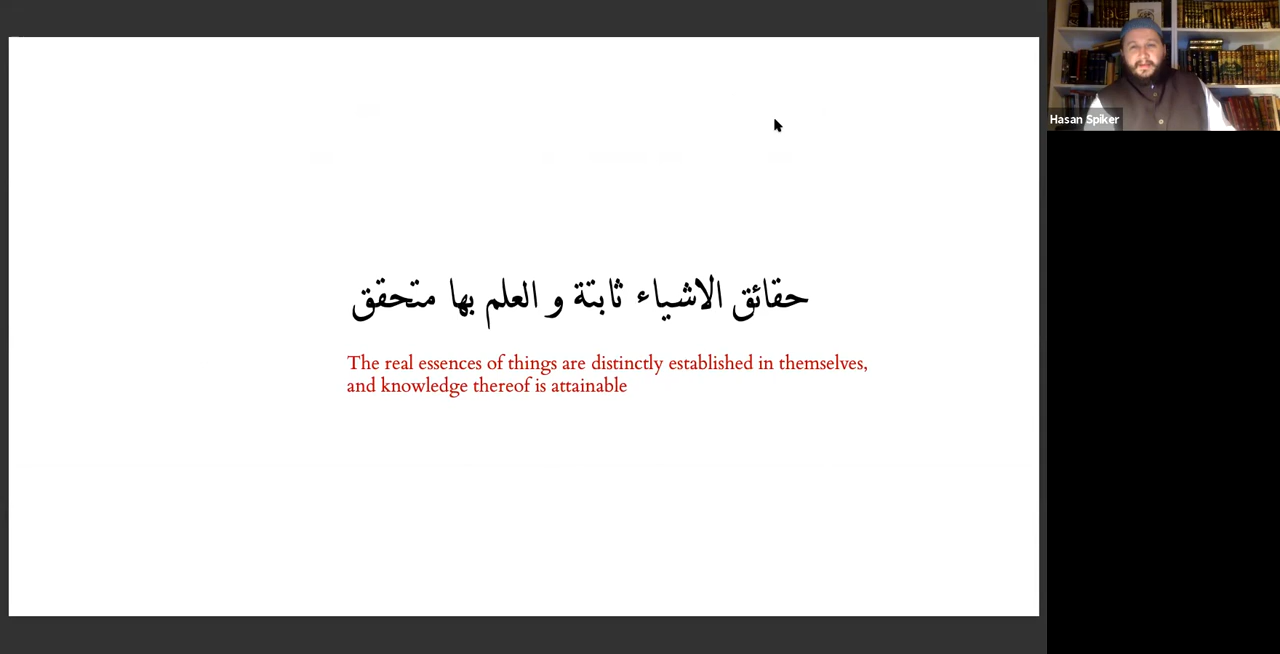 حقائق الاشياء ثابتة و العلم بها متحقق
The real essences of things are distinctly established in themselves,
and knowledge thereof is attainable
Hasan Spiker